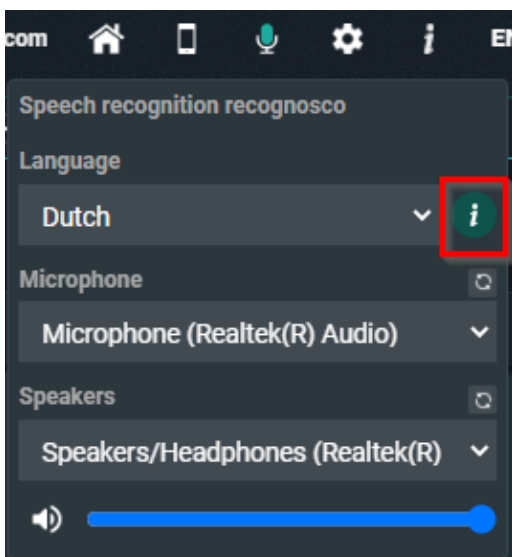 com i EN
Speech recognition recognosco
Language
Dutch i
Microphone
Microphone (Realtek(R) Audio)
Speakers
Speakers/Headphones (Realtek(R)